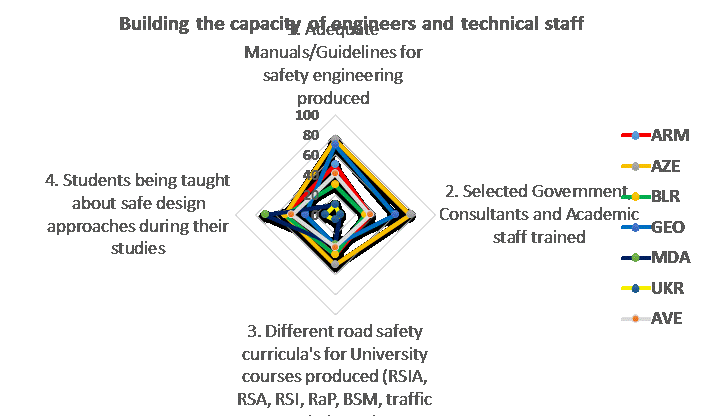 Building the capacity of engineers and technical staff
1. Adequate
Manuals/Guidelines for
safety engineering
produced
100
80
60
40
20
0
4. Students being taught
about safe design
approaches during their
studies
2. Selected Government,
Consultants and Academic
staff trained
ARM
AZE
BLR
GEO
MDA
UKR
AVE
3. Different road safety
curricula's for University
courses produced (RSIA,
RSA, RSI, RaP, BSM, traffic